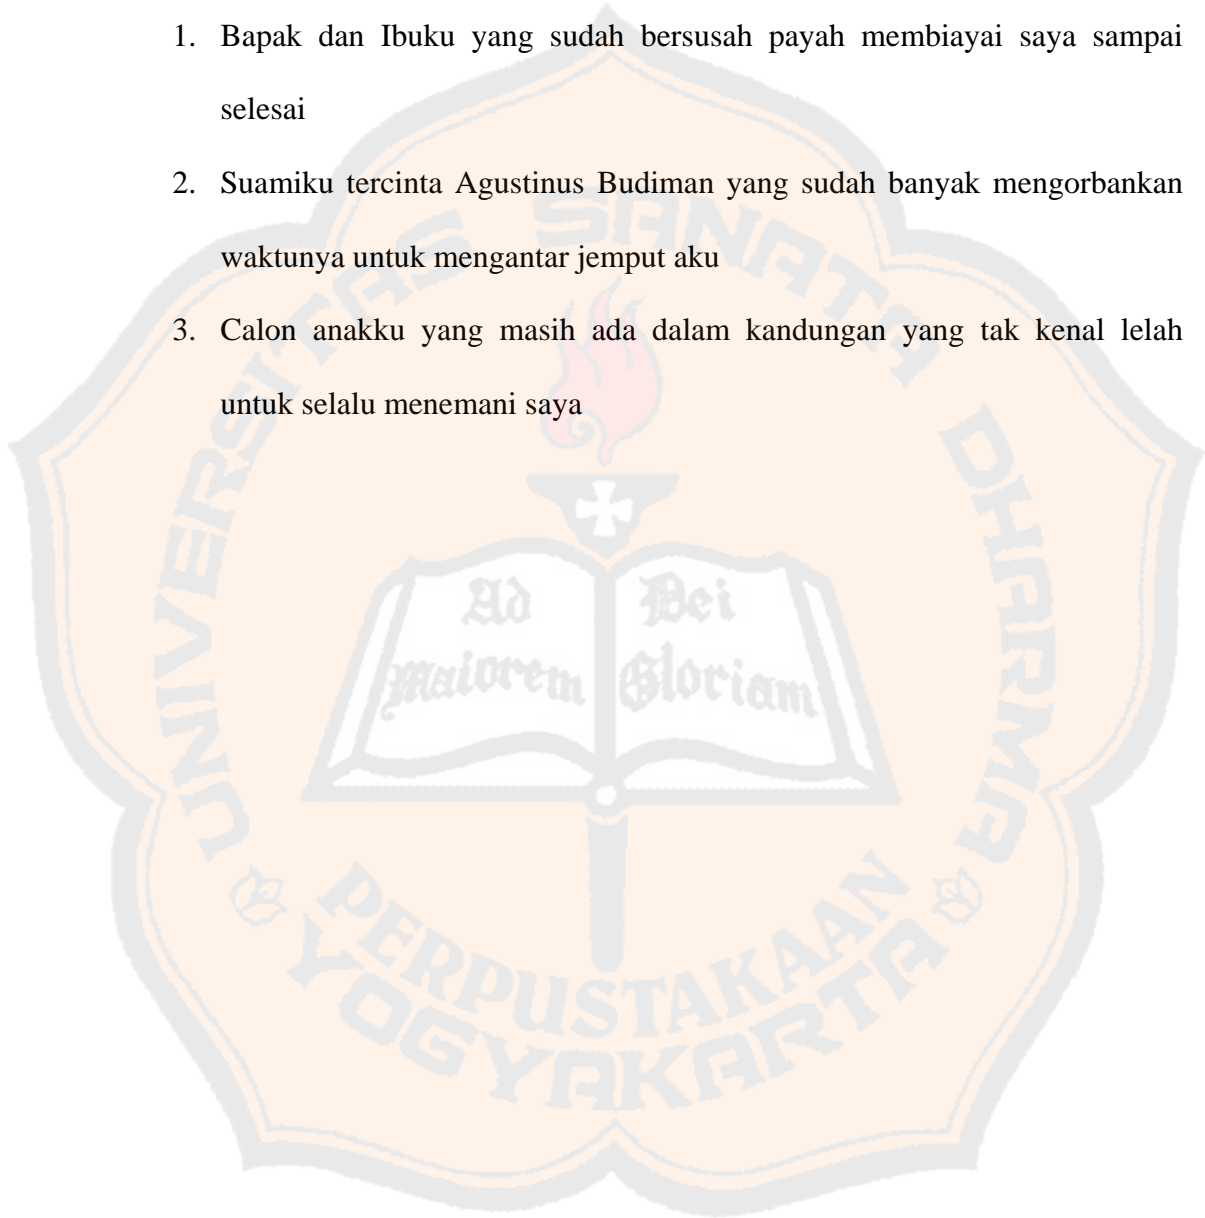 1. Bapak dan Ibuku yang sudah bersusah payah membiayai saya sampai
selesai
2. Suamiku tercinta Agustinus Budiman yang sudah banyak mengorbankan
waktunya untuk mengantar jemput aku
3. Calon anakku yang masih ada dalam kandungan yang tak kenal lelah
untuk selalu menemani saya
UNIVERSITAS SANATA DHARMA
Ad Dei
maiorem Gloriam
PERPUSTAKAAN
YOGYAKARTA